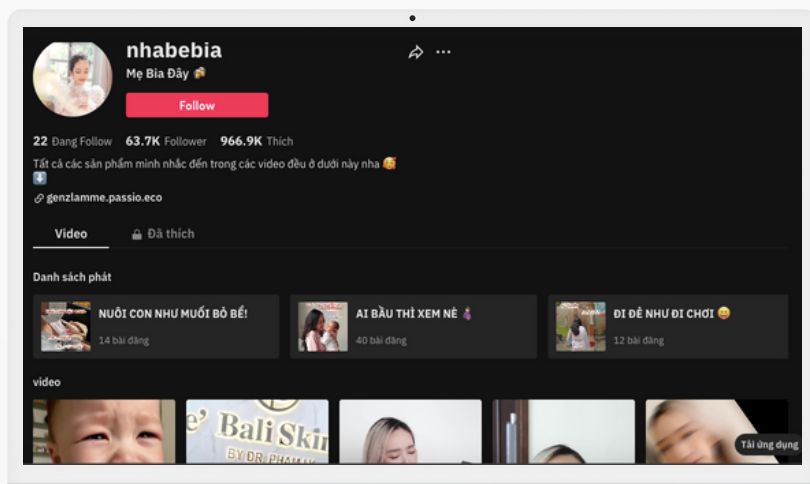 nhabebia
Mẹ Bia Đây 🍻
Follow
22 Đang Follow 63.7K Follower 966.9K Thích
Tất cả các sản phẩm mình nhắc đến trong các video đều ở dưới này nha 🥰
⬇️
genzlamme.passio.eco
Video Đã thích
Danh sách phát
NUÔI CON NHƯ MUỐI BỎ BỂ!
14 bài đăng
AI BẦU THÌ XEM NÈ 🤰
40 bài đăng
ĐI ĐẺ NHƯ ĐI CHƠI 😝
12 bài đăng
video
Bali Skin
BY DR.
Tải ứng dụng